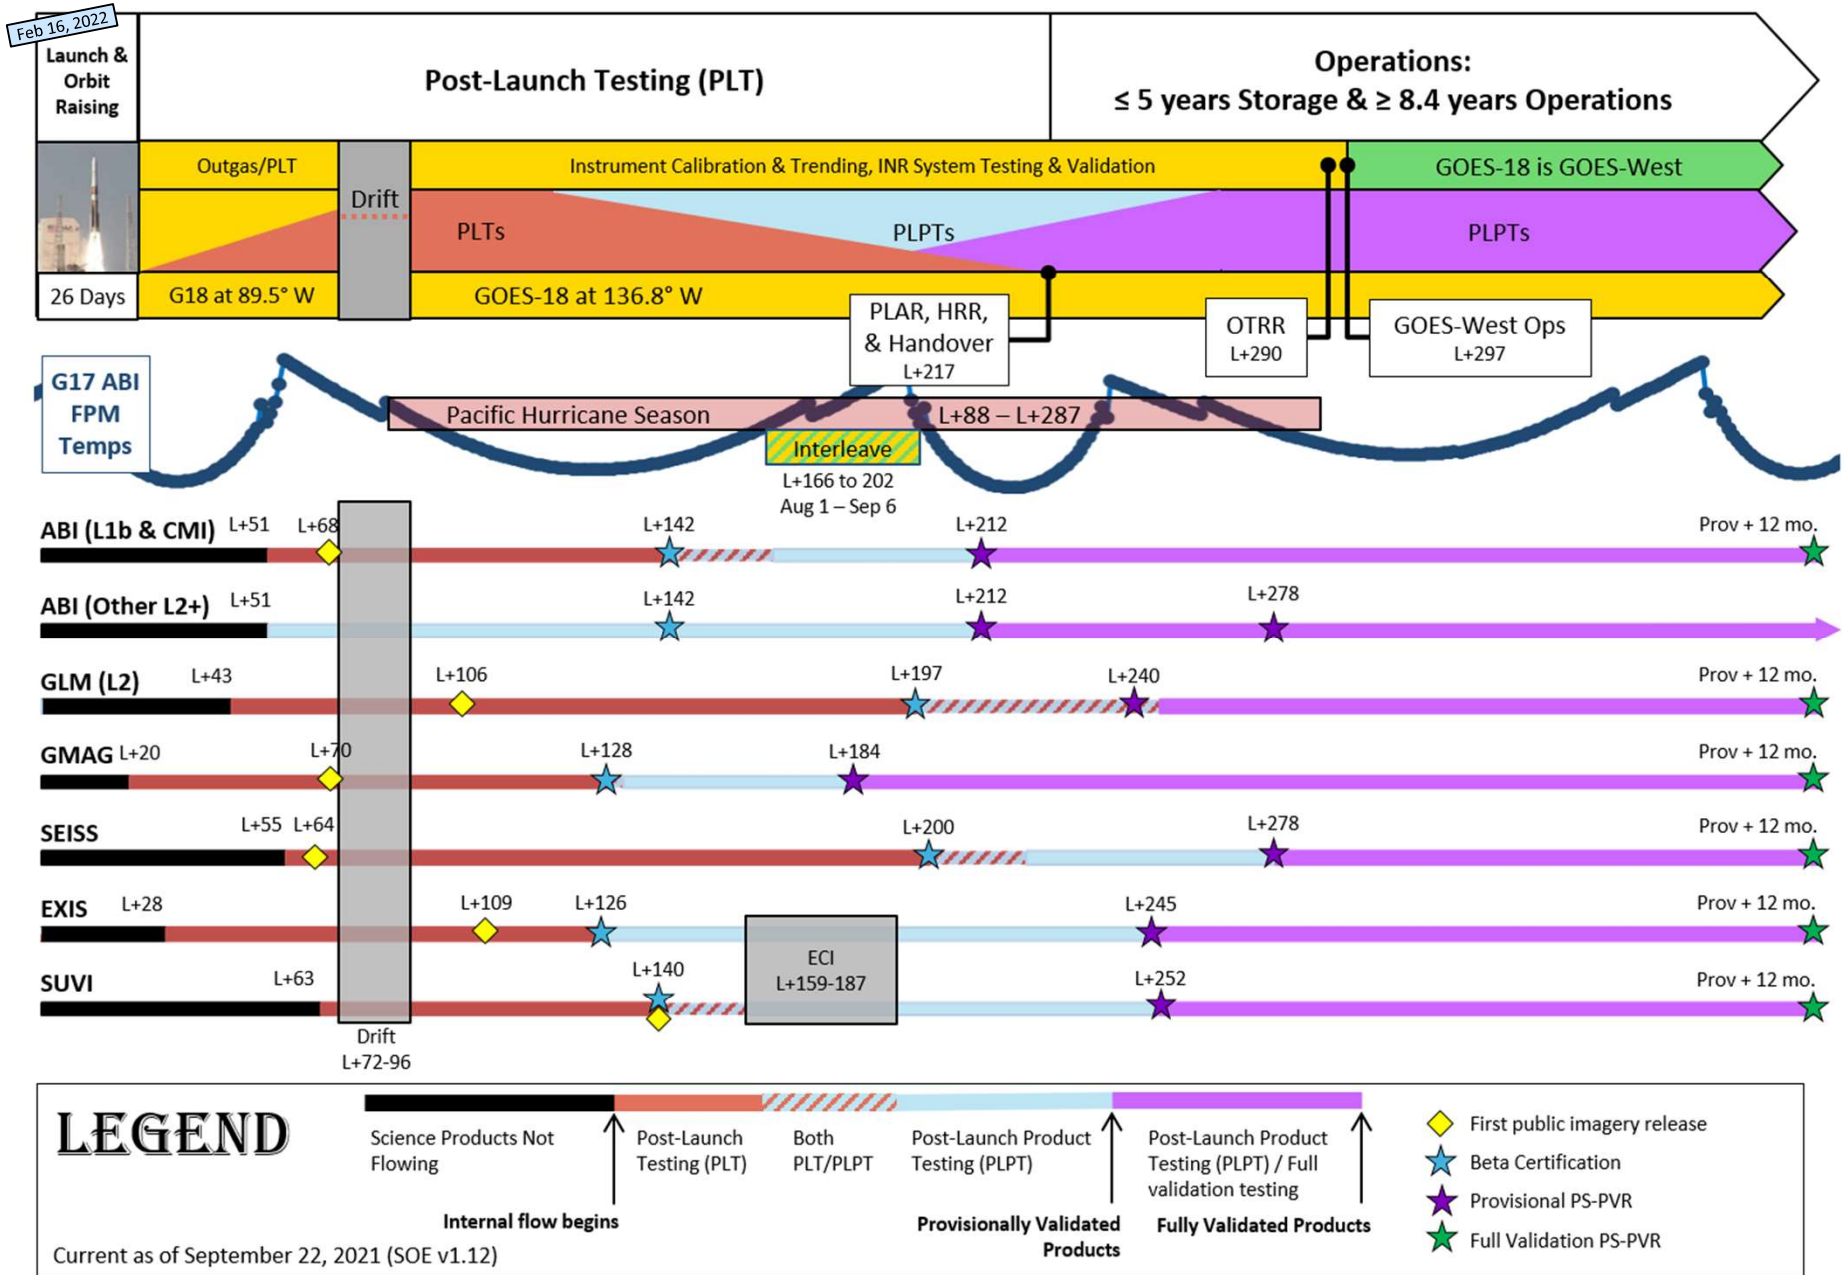 Feb 16, 2022
Launch &
Orbit
Raising
Post-Launch Testing (PLT)
Operations:
≤ 5 years Storage & ≥ 8.4 years Operations
Outgas/PLT
Drift
Instrument Calibration & Trending, INR System Testing & Validation
GOES-18 is GOES-West
PLTs
PLPTs
PLPTs
26 Days
G18 at 89.5° W
GOES-18 at 136.8° W
PLAR, HRR,
& Handover
L+217
OTRR
L+290
GOES-West Ops
L+297
G17 ABI
FPM
Temps
Pacific Hurricane Season
L+88 – L+287
Interleave
L+166 to 202
Aug 1 – Sep 6
ABI (L1b & CMI) L+51 L+68 L+142 L+212 Prov + 12 mo.
ABI (Other L2+) L+51 L+142 L+212 L+278
GLM (L2) L+43 L+106 L+197 L+240 Prov + 12 mo.
GMAG L+20 L+70 L+128 L+184 Prov + 12 mo.
SEISS L+55 L+64 L+200 L+278 Prov + 12 mo.
EXIS L+28 L+109 L+126 L+245 Prov + 12 mo.
ECI
L+159-187
SUVI L+63 L+140 L+252 Prov + 12 mo.
Drift
L+72-96
LEGEND
Science Products Not
Flowing
Post-Launch
Testing (PLT)
Both
PLT/PLPT
Post-Launch Product
Testing (PLPT)
Post-Launch Product
Testing (PLPT) / Full
validation testing
Internal flow begins
Provisionally Validated
Products
Fully Validated Products
First public imagery release
Beta Certification
Provisional PS-PVR
Full Validation PS-PVR
Current as of September 22, 2021 (SOE v1.12)